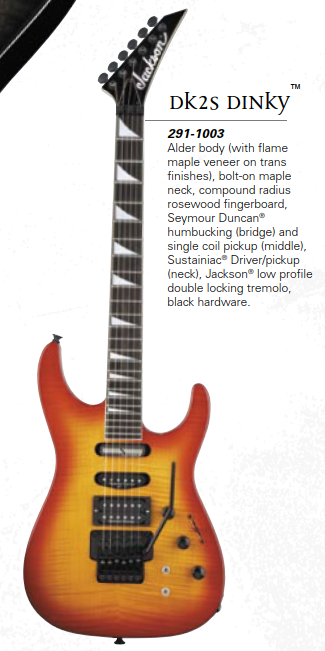 Jackson
DK2S DINKY™
291-1003
Alder body (with flame
maple veneer on trans
finishes), bolt-on maple
neck, compound radius
rosewood fingerboard,
Seymour Duncan®
humbucking (bridge) and
single coil pickup (middle),
Sustainiac® Driver/pickup
(neck), Jackson® low profile
double locking tremolo,
black hardware.